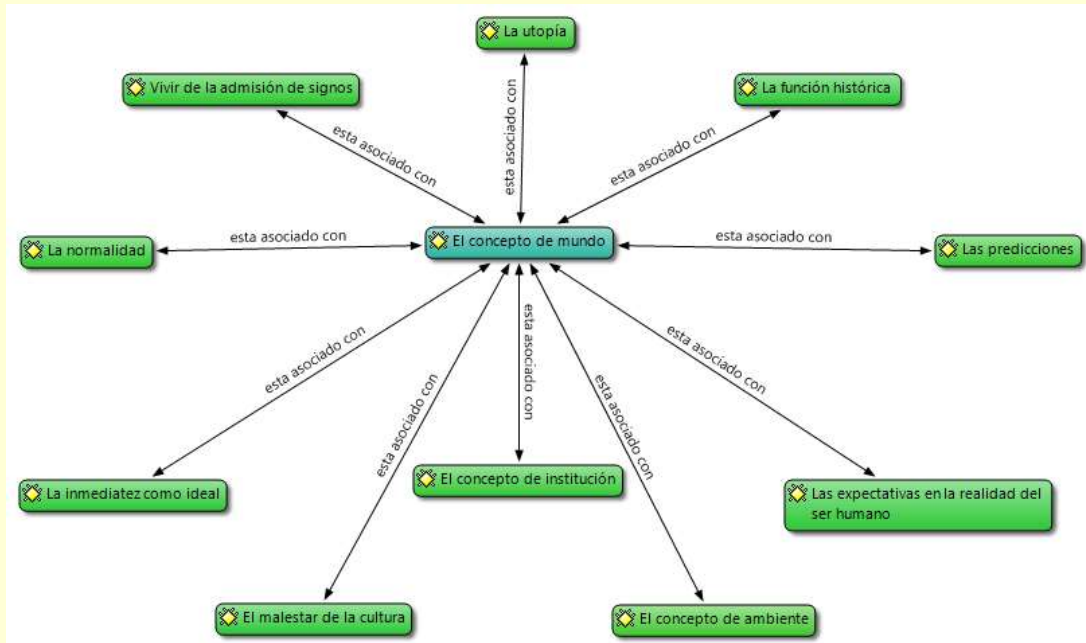 La utopía
Vivir de la admisión de signos
La función histórica
esta asociado con
esta asociado con
esta asociado con
La normalidad
esta asociado con
El concepto de mundo
esta asociado con
Las predicciones
esta asociado con
esta asociado con
esta asociado con
esta asociado con
esta asociado con
La inmediatez como ideal
El concepto de institución
Las expectativas en la realidad del
ser humano
El malestar de la cultura
El concepto de ambiente